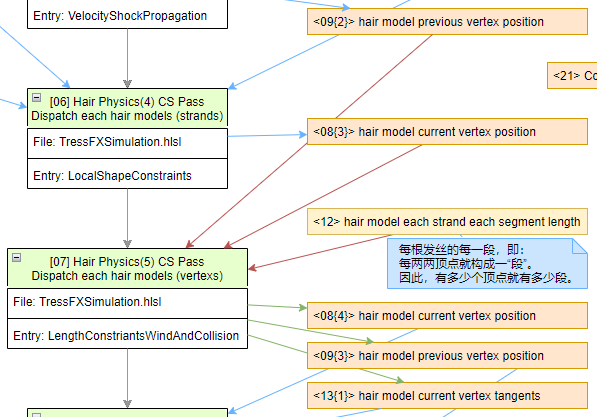 Entry: VelocityShockPropagation
<09{2}> hair model previous vertex position
<21> Co
[06] Hair Physics(4) CS Pass
Dispatch each hair models (strands)
File: TressFXSimulation.hlsl
Entry: LocalShapeConstraints
<08{3}> hair model current vertex position
<12> hair model each strand each segment length
每根发丝的每一段，即：
每两两顶点就构成一“段”。
因此，有多少个顶点就有多少段。
[07] Hair Physics(5) CS Pass
Dispatch each hair models (vertexs)
File: TressFXSimulation.hlsl
Entry: LengthConstriantsWindAndCollision
<08{4}> hair model current vertex position
<09{3}> hair model previous vertex position
<13{1}> hair model current vertex tangents